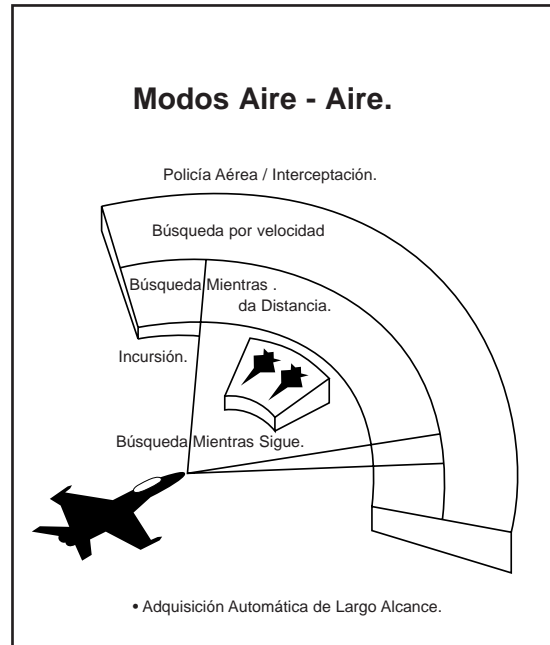 Modos Aire - Aire.
Policía Aérea / Interceptación.
Búsqueda por velocidad
Búsqueda Mientras .
da Distancia.
Incursión.
Búsqueda Mientras Sigue.
• Adquisición Automática de Largo Alcance.